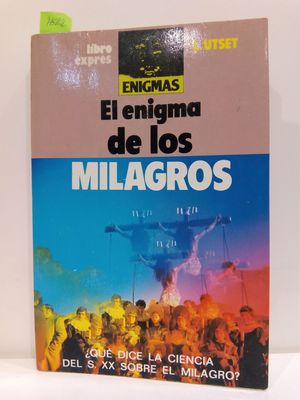 libro
expres
UTSET
ENIGMAS
El enigma
de los
MILAGROS
¿QUÉ DICE LA CIENCIA
DEL S. XX SOBRE EL MILAGRO?